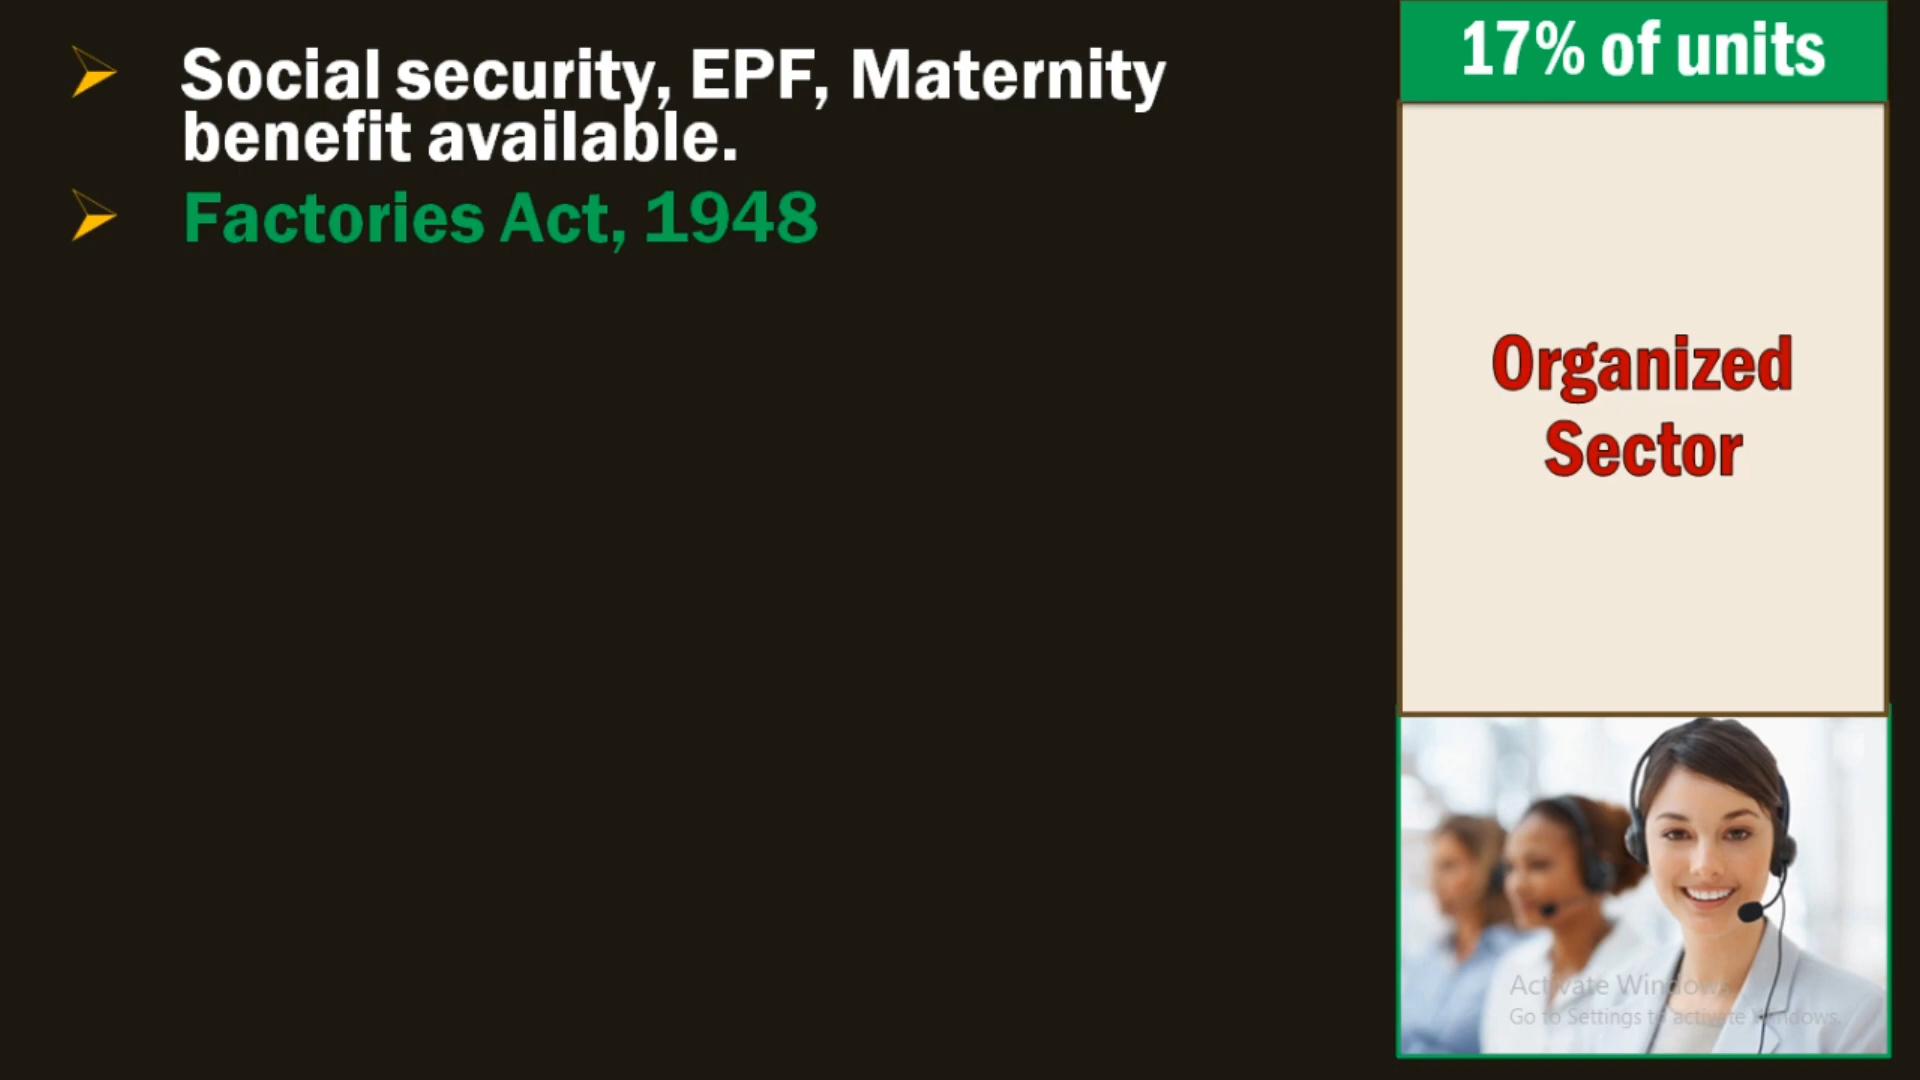 Social security, EPF, Maternity
benefit available.
Factories Act, 1948
17% of units
Organized
Sector
Activate Windows
Go to Settings to activate Windows.